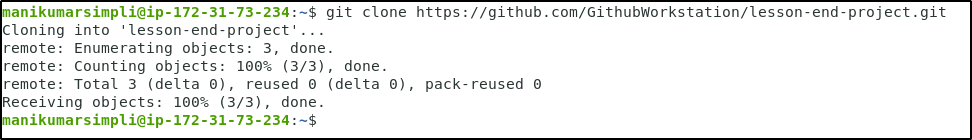 manikumarsimpli@ip-172-31-73-234:~$ git clone https://github.com/GithubWorkstation/lesson-end-project.git
Cloning into 'lesson-end-project'...
remote: Enumerating objects: 3, done.
remote: Counting objects: 100% (3/3), done.
remote: Total 3 (delta 0), reused 0 (delta 0), pack-reused 0
Receiving objects: 100% (3/3), done.
manikumarsimpli@ip-172-31-73-234:~$